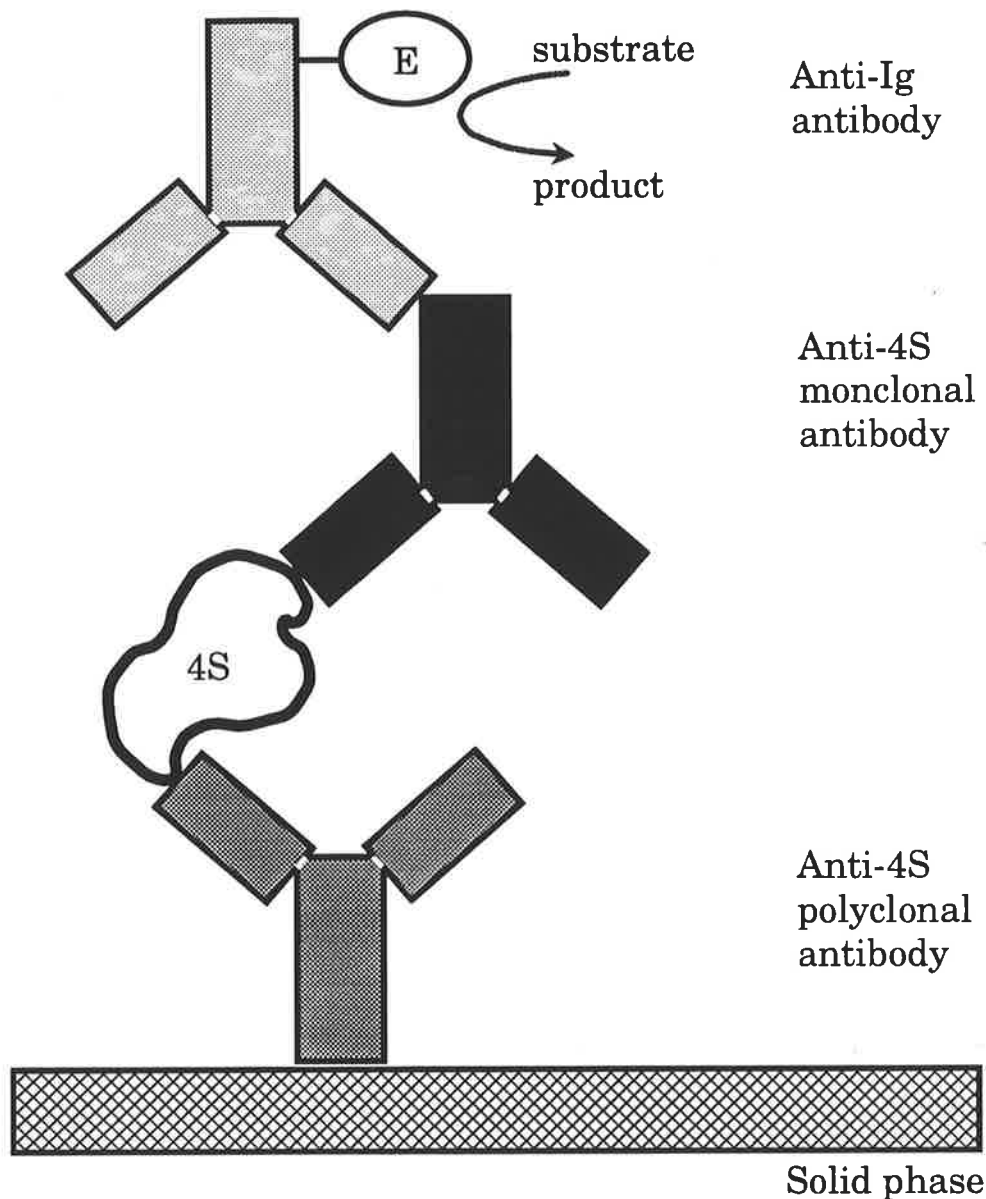 E
substrate
product
Anti-Ig
antibody
Anti-4S
monclonal
antibody
4S
Anti-4S
polyclonal
antibody
Solid phase